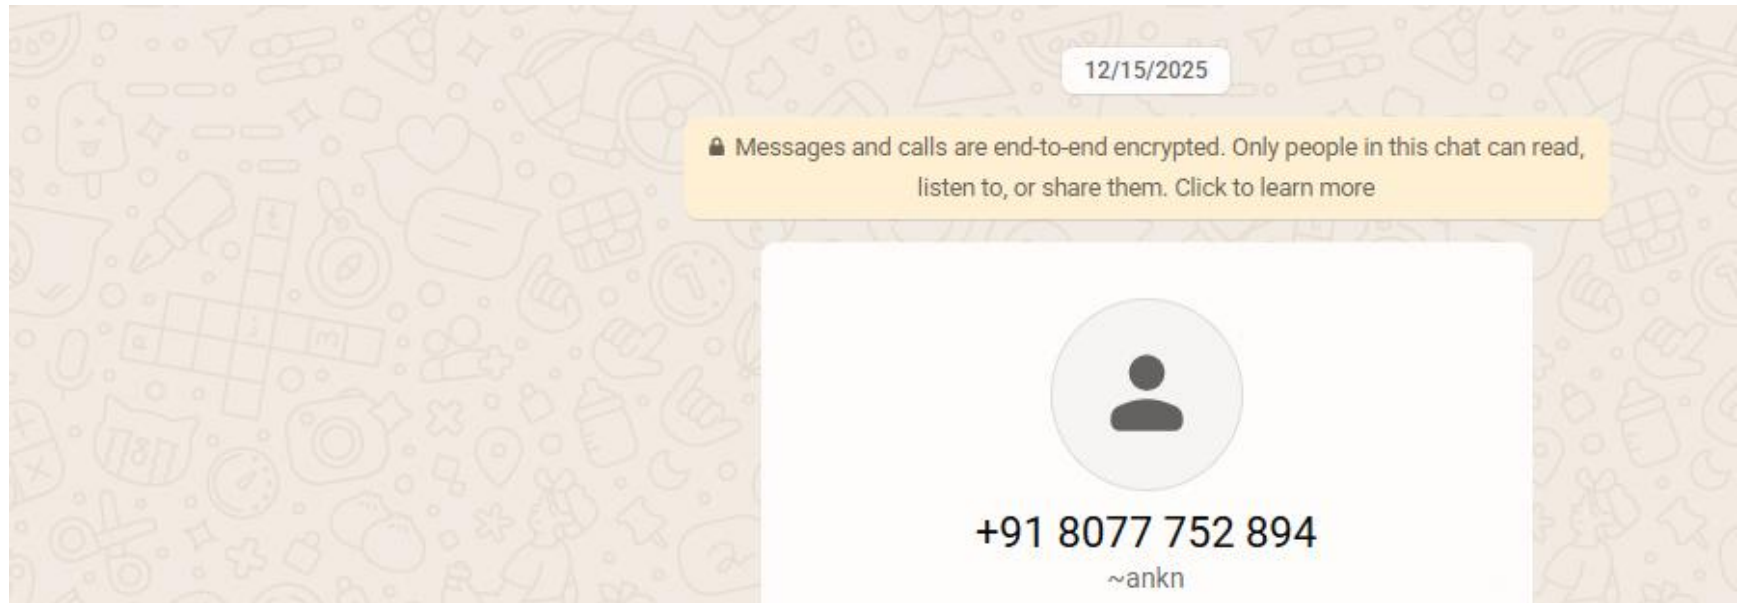 12/15/2025
Messages and calls are end-to-end encrypted. Only people in this chat can read,
listen to, or share them. Click to learn more
+91 8077 752 894
~ankn